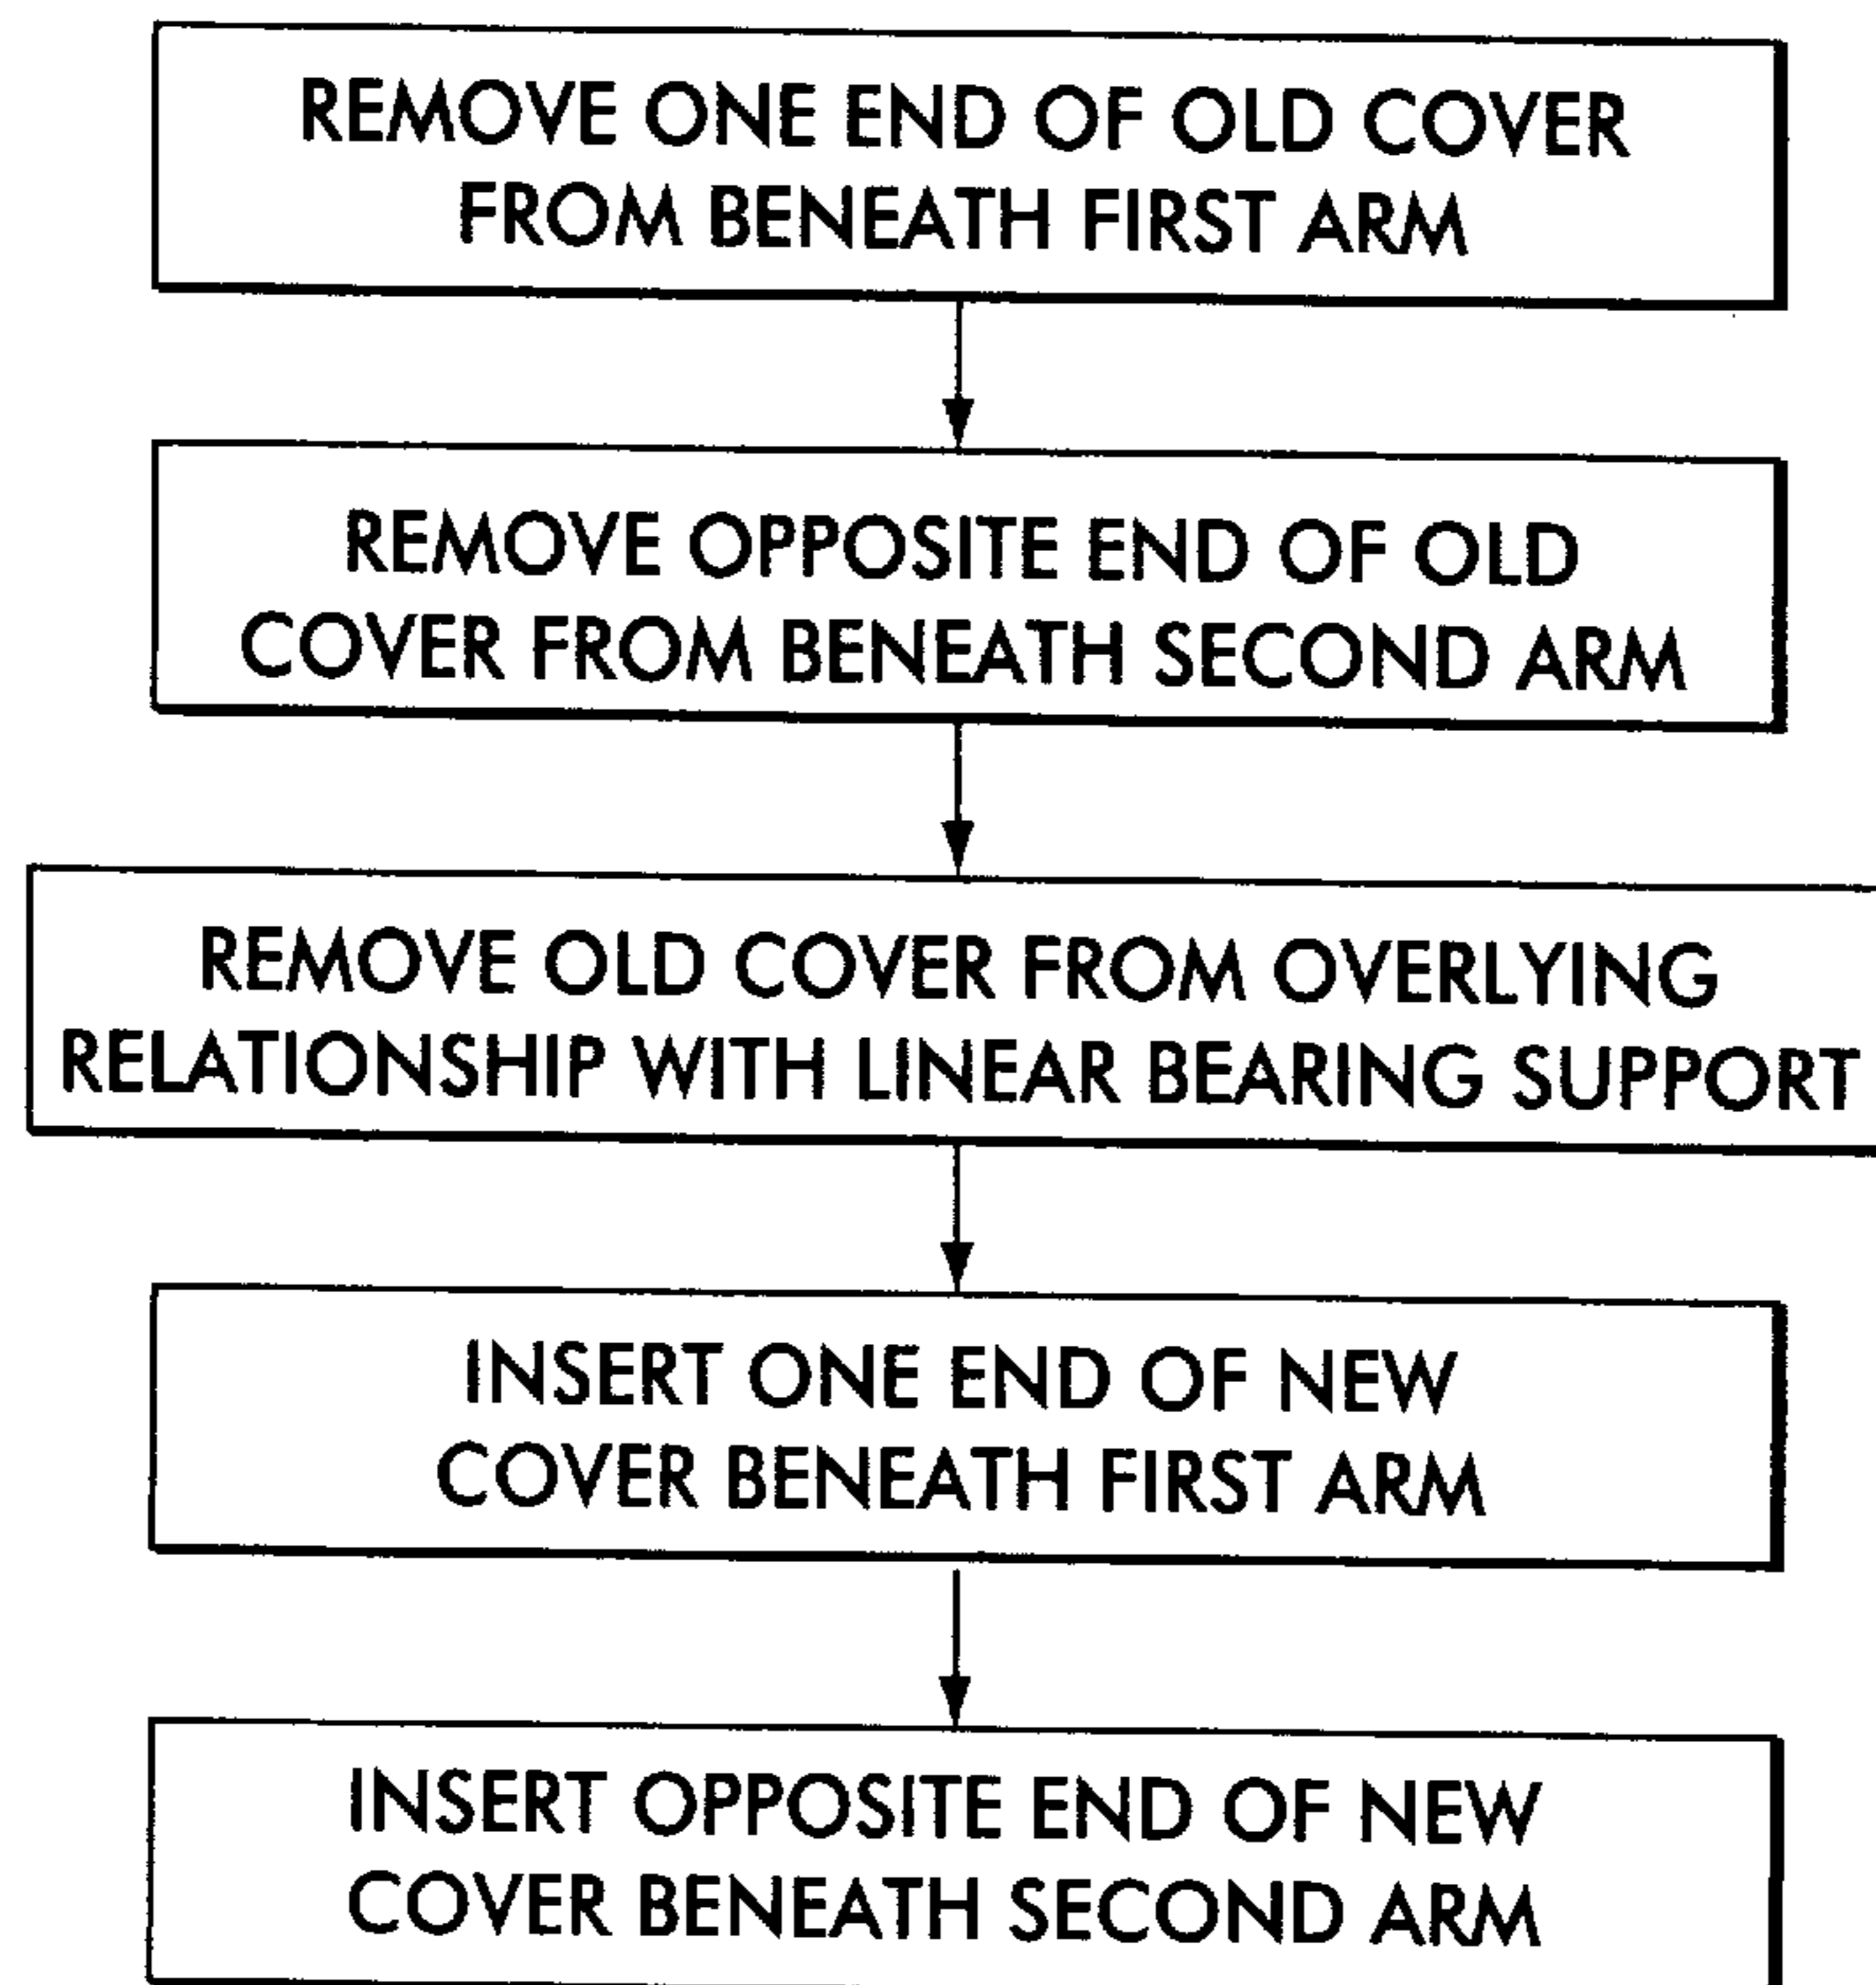 REMOVE ONE END OF OLD COVER
FROM BENEATH FIRST ARM
REMOVE OPPOSITE END OF OLD
COVER FROM BENEATH SECOND ARM
REMOVE OLD COVER FROM OVERLYING
RELATIONSHIP WITH LINEAR BEARING SUPPORT
INSERT ONE END OF NEW
COVER BENEATH FIRST ARM
INSERT OPPOSITE END OF NEW
COVER BENEATH SECOND ARM